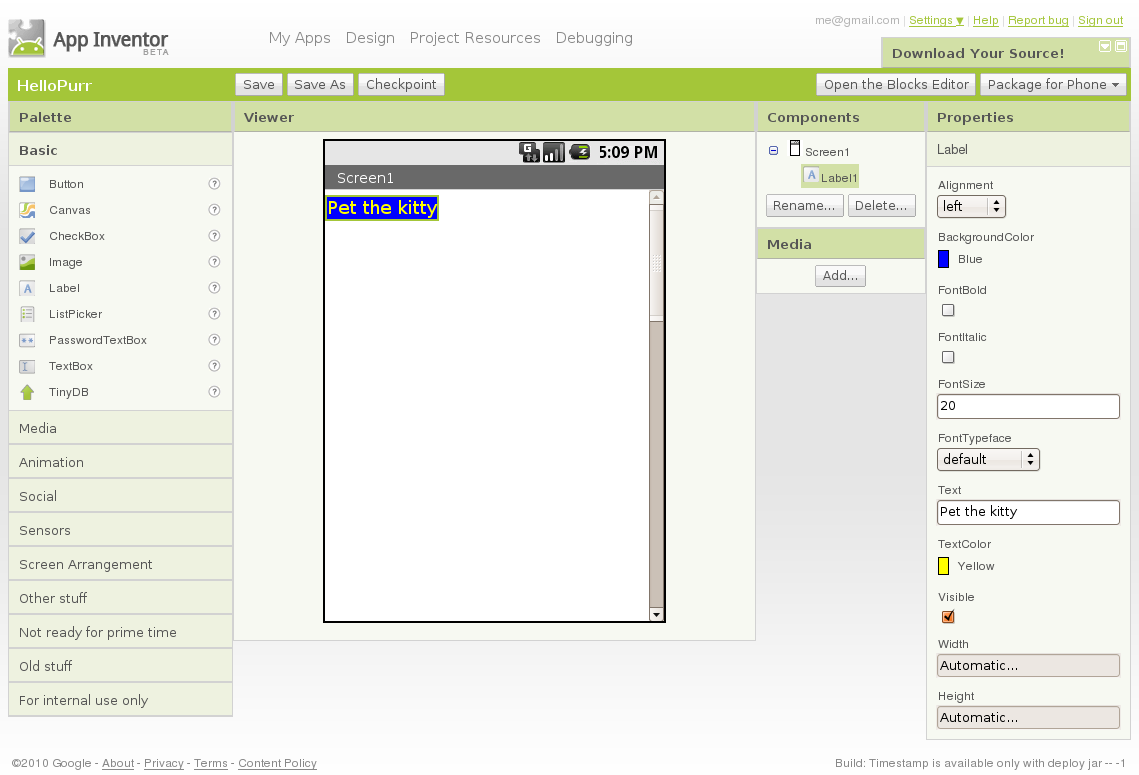 me@gmail.com | Settings ▼ | Help | Report bug | Sign out
App Inventor
BETA
My Apps Design Project Resources Debugging
Download Your Source!
HelloPurr
Save Save As Checkpoint
Open the Blocks Editor Package for Phone
Palette
Basic
Button ?
Canvas ?
CheckBox ?
Image ?
A Label ?
ListPicker ?
PasswordTextBox ?
TextBox ?
TinyDB ?
Media
Animation
Social
Sensors
Screen Arrangement
Other stuff
Not ready for prime time
Old stuff
For internal use only
Viewer
G 5:09 PM
Screen1
Pet the kitty
Components
Screen1
A Label1
Rename... Delete...
Media
Add...
Properties
Label
Alignment
left
BackgroundColor
Blue
FontBold
FontItalic
FontSize
20
FontTypeface
default
Text
Pet the kitty
TextColor
Yellow
Visible
Width
Automatic...
Height
Automatic...
©2010 Google - About - Privacy - Terms - Content Policy
Build: Timestamp is available only with deploy jar -- -1